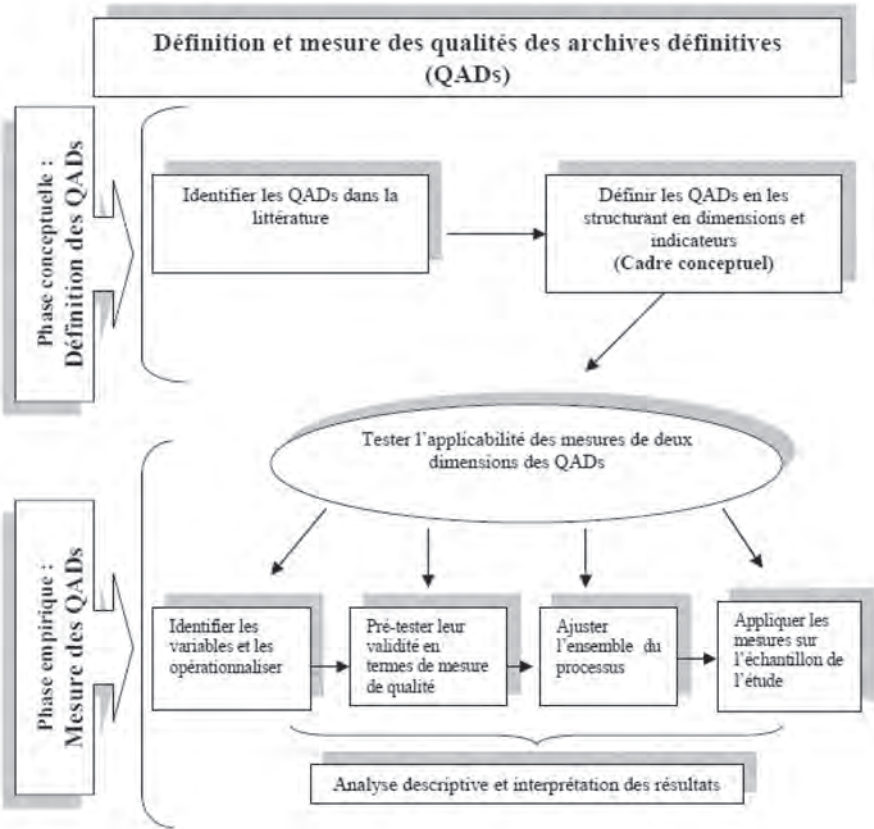 Définition et mesure des qualités des archives définitives
(QADs)
Phase conceptuelle :
Définition des QADs
Identifier les QADs dans la
littérature
Définir les QADs en les
structurant en dimensions et
indicateurs
(Cadre conceptuel)
Tester l'applicabilité des mesures de deux
dimensions des QADs
Phase empirique :
Mesure des QADs
Identifier les
variables et les
opérationnaliser
Pré-tester leur
validité en
termes de mesure
de qualité
Ajuster
l'ensemble du
processus
Appliquer les
mesures sur
l'échantillon de
l'étude
Analyse descriptive et interprétation des résultats